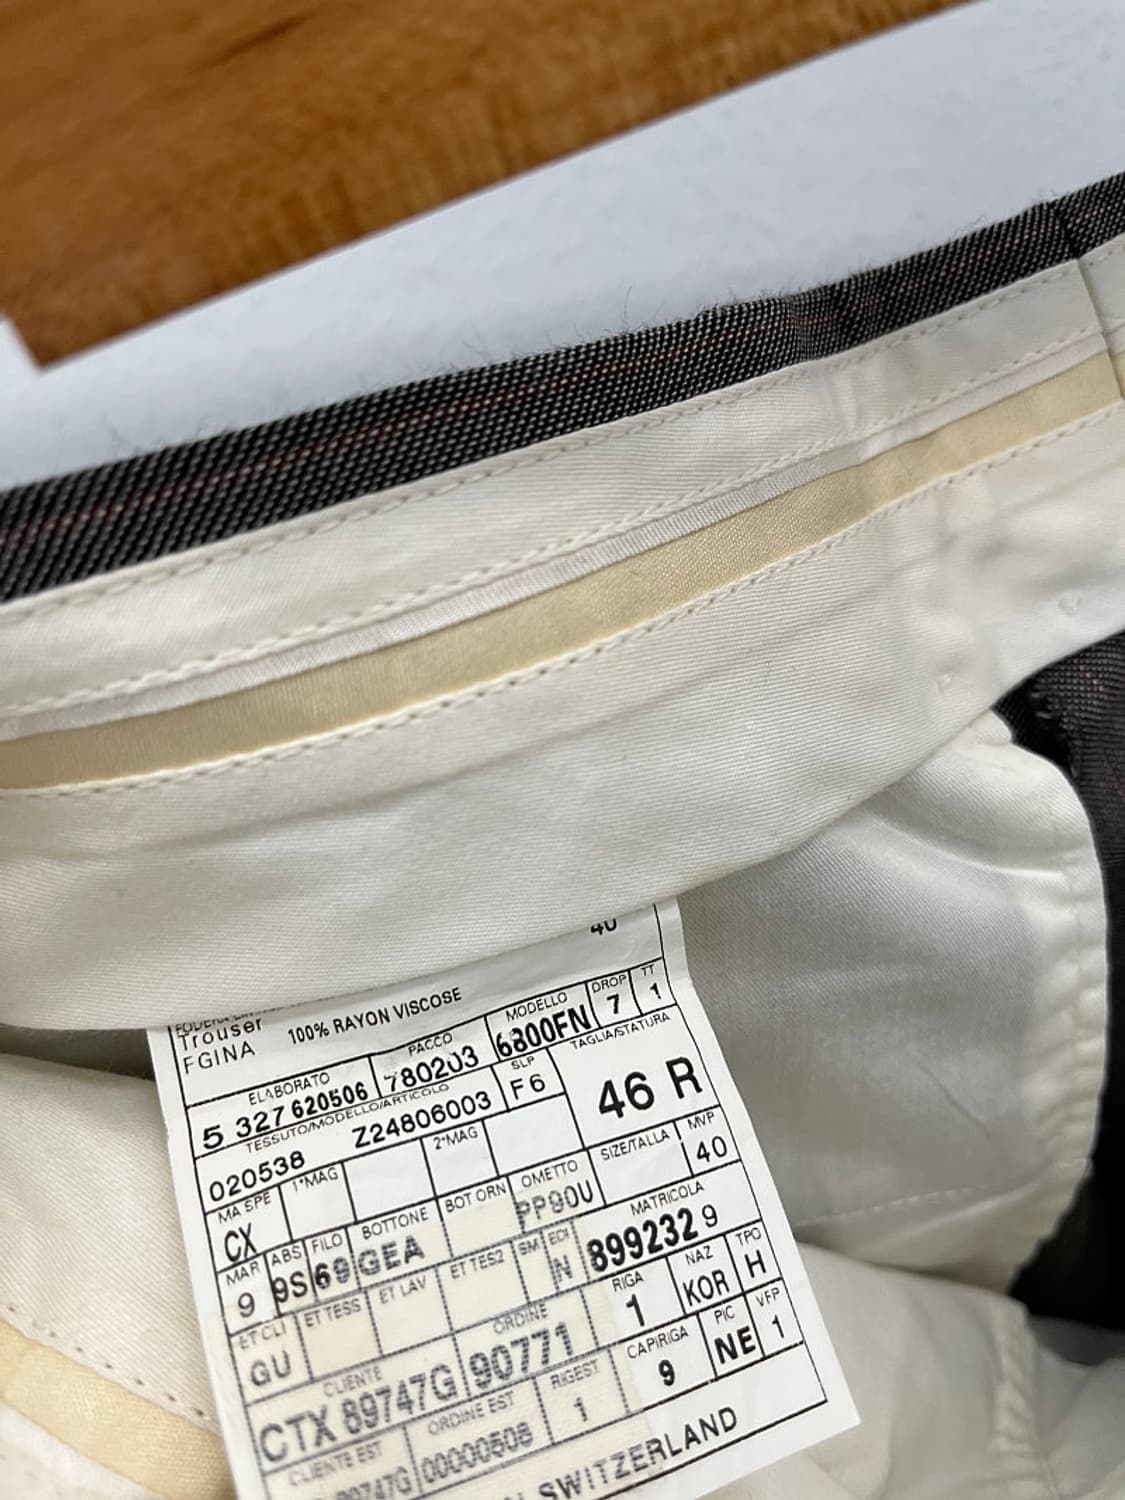 40
Trouser 100% RAYON VISCOSE
FGINA
ELABORATO PACCO MODELLO DROP TT
5 327 620506 780203 6800FN 7 1
TESSUTO/MODELLO/ARTICOLO SLP TAGLIA/STATURA
020538 Z24806003 F6 46 R
MA SPE 1°MAG 2°MAG SIZE/TALLA MVP
CX 40
MAR ABS FILO BOTTONE BOT ORN OMETTO MATRICOLA
9 9S 69 GEA PP90U 899232 9
ET CLI ET TESS ET LAV ET TES2 SM EDI RIGA NAZ TPO
GU N 1 KOR H
CLIENTE ORDINE CAPIRIGA PIC VFP
CTX 89747G 90771 9 NE 1
CLIENTE EST ORDINE EST RIGEST
89747G 00000508 1
SWITZERLAND